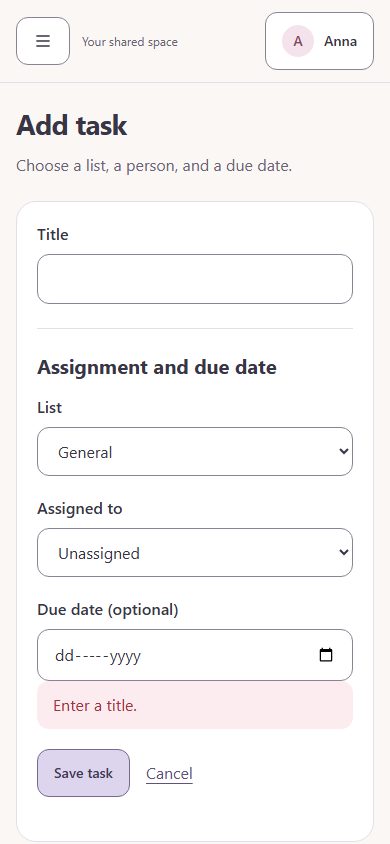 Your shared space
A
Anna
Add task
Choose a list, a person, and a due date.
Title
Assignment and due date
List
General
Assigned to
Unassigned
Due date (optional)
dd-----yyyy
Enter a title.
Save task
Cancel